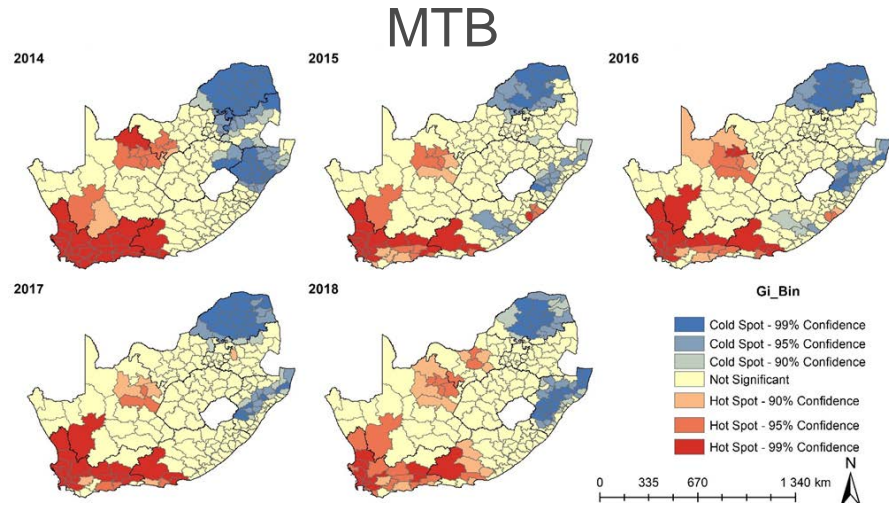 MTB
2014
2015
2016
2017
2018
Gi_Bin
Cold Spot - 99% Confidence
Cold Spot - 95% Confidence
Cold Spot - 90% Confidence
Not Significant
Hot Spot - 90% Confidence
Hot Spot - 95% Confidence
Hot Spot - 99% Confidence
N
0 335 670 1 340 km